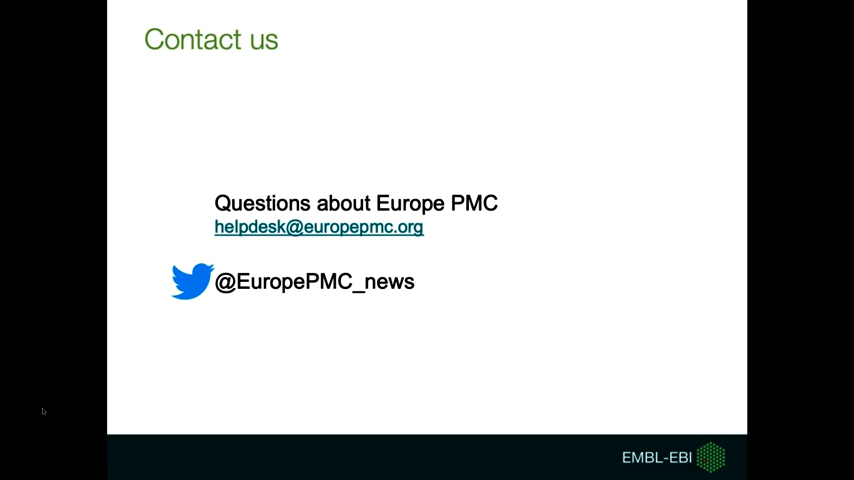 Contact us
Questions about Europe PMC
helpdesk@europepmc.org
@EuropePMC_news
EMBL-EBI